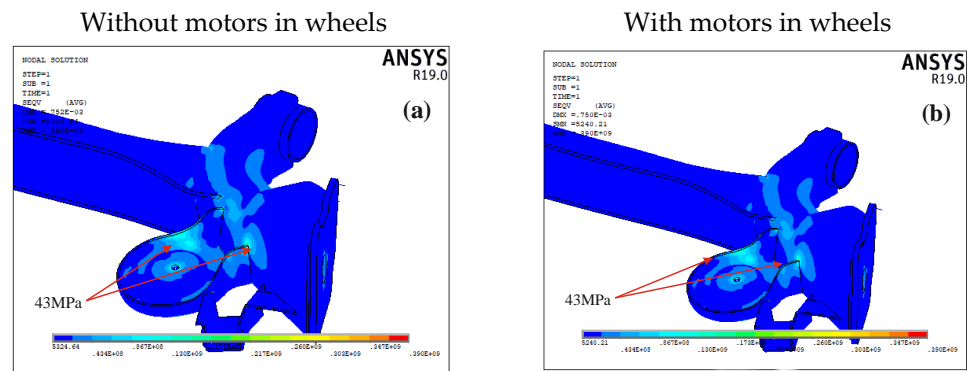 Without motors in wheels
With motors in wheels
NODAL SOLUTION
STEP=1
SUB =1
TIME=1
SEQV (AVG)
.752E-03
ANSYS
R19.0
(a)
43MPa
5324.64
.434E+08
.867E+08
.130E+09
.217E+09
.260E+09
.303E+09
.347E+09
.390E+09
NODAL SOLUTION
STEP=1
SUB =1
TIME=1
SEQV (AVG)
DMX =.750E-03
SMN =5240.21
.390E+09
ANSYS
R19.0
(b)
43MPa
5240.21
.434E+08
.867E+08
.130E+09
.173E+09
.217E+09
.260E+09
.303E+09
.347E+09
.390E+09